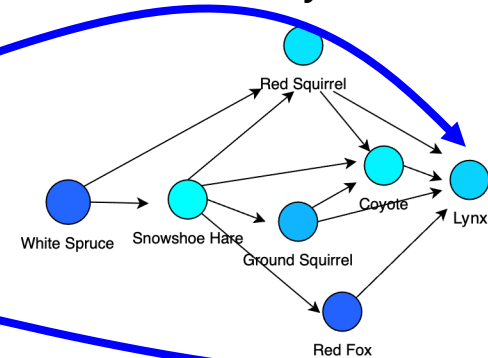 Red Squirrel
Coyote
Lynx
White Spruce
Snowshoe Hare
Ground Squirrel
Red Fox